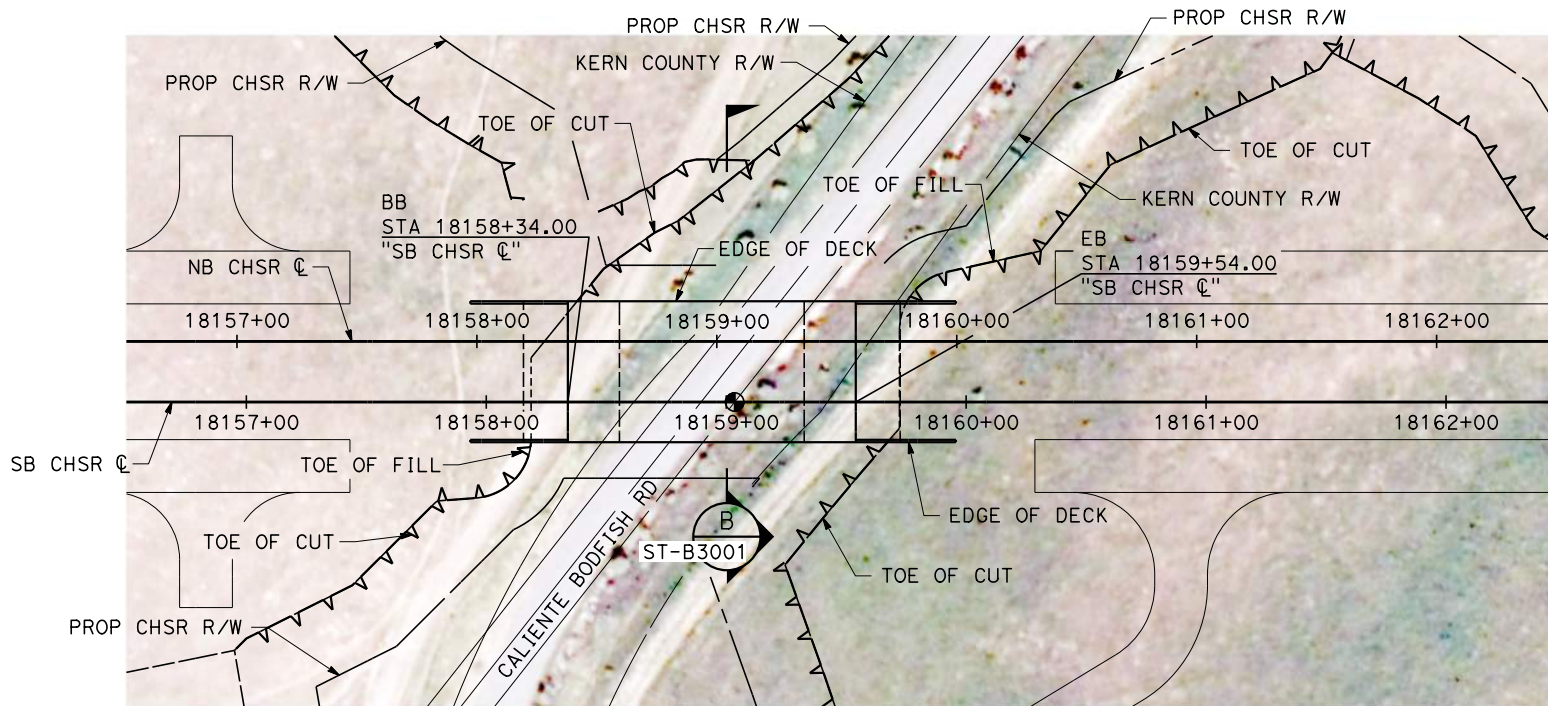 PROP CHSR R/W
PROP CHSR R/W
KERN COUNTY R/W
PROP CHSR R/W
TOE OF CUT
TOE OF CUT
TOE OF FILL
KERN COUNTY R/W
BB
STA 18158+34.00
"SB CHSR ℄"
EDGE OF DECK
EB
STA 18159+54.00
"SB CHSR ℄"
NB CHSR ℄
18157+00 18158+00 18159+00 18160+00 18161+00 18162+00
18157+00 18158+00 18159+00 18160+00 18161+00 18162+00
SB CHSR ℄
TOE OF FILL
EDGE OF DECK
B
ST-B3001
TOE OF CUT
TOE OF CUT
CALIENTE BODFISH RD
PROP CHSR R/W